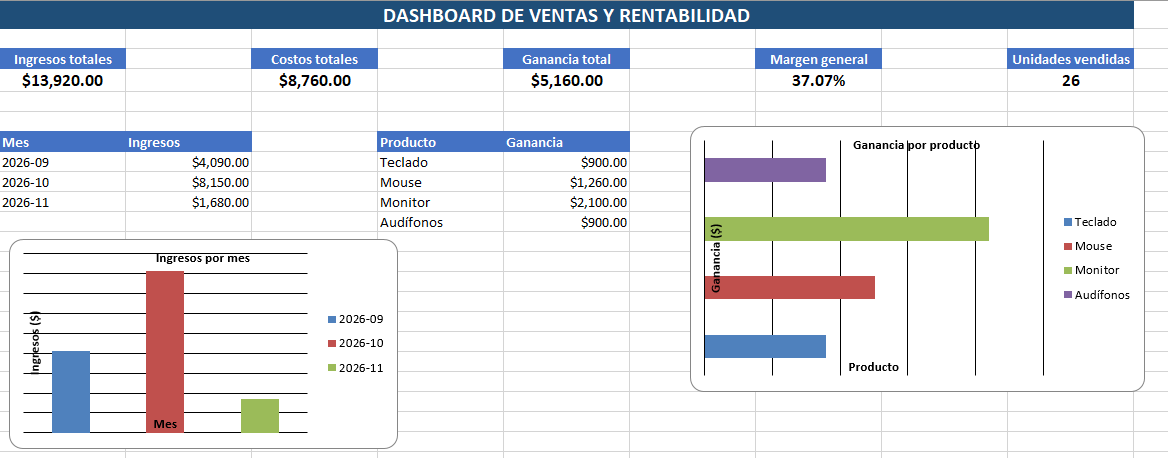 DASHBOARD DE VENTAS Y RENTABILIDAD
Ingresos totales Costos totales Ganancia total Margen general Unidades vendidas
$13,920.00 $8,760.00 $5,160.00 37.07% 26
Mes Ingresos
2026-09 $4,090.00
2026-10 $8,150.00
2026-11 $1,680.00
Producto Ganancia
Teclado $900.00
Mouse $1,260.00
Monitor $2,100.00
Audífonos $900.00
Ganancia por producto
Ganancia ($)
Producto
Teclado
Mouse
Monitor
Audífonos
Ingresos por mes
Ingresos ($)
Mes
2026-09
2026-10
2026-11